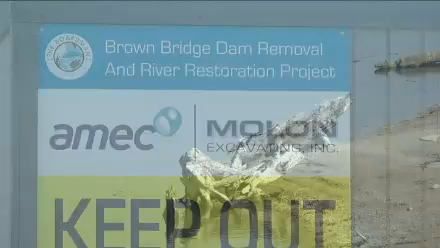 Brown Bridge Dam Removal
And River Restoration Project
amec
MOLON
EXCAVATING, INC.
KEEP OUT